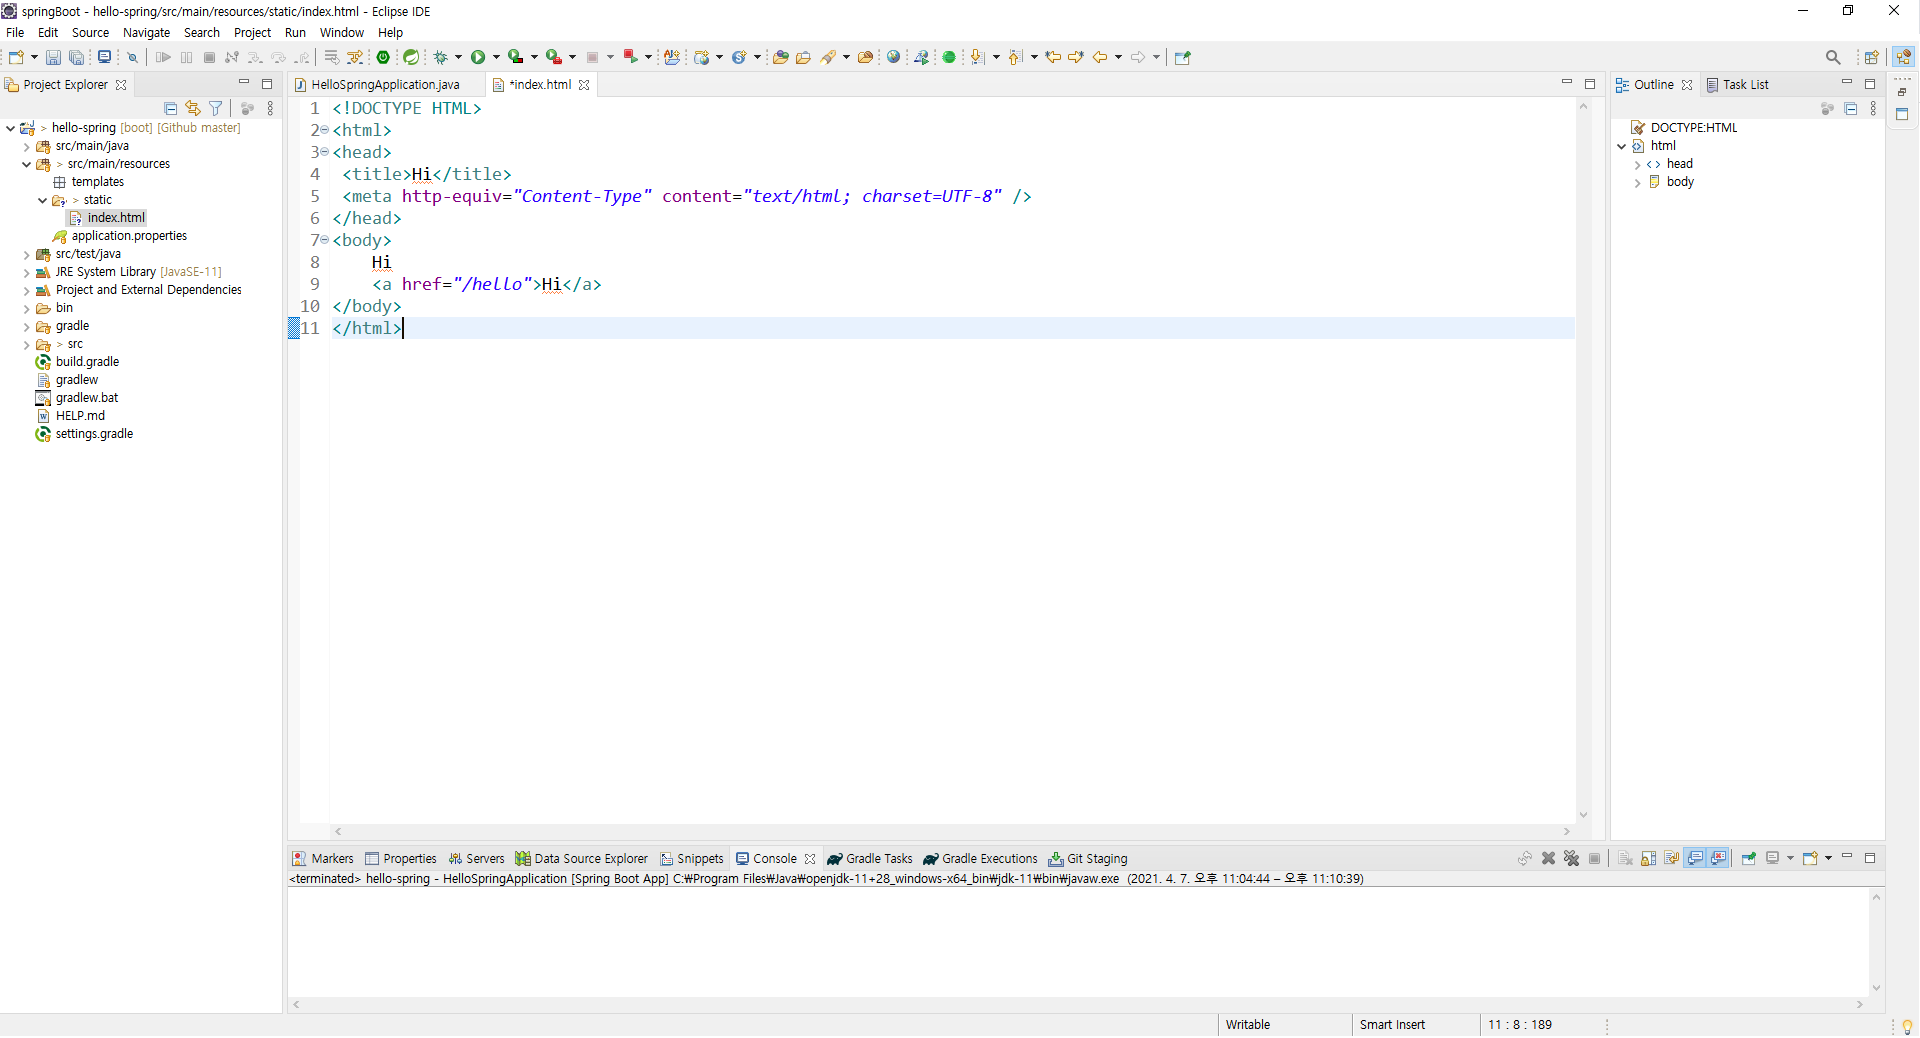 springBoot - hello-spring/src/main/resources/static/index.html - Eclipse IDE
File Edit Source Navigate Search Project Run Window Help
Project Explorer
hello-spring [boot] [Github master]
src/main/java
src/main/resources
templates
static
index.html
application.properties
src/test/java
JRE System Library [JavaSE-11]
Project and External Dependencies
bin
gradle
src
build.gradle
gradlew
gradlew.bat
HELP.md
settings.gradle
HelloSpringApplication.java
*index.html
1 <!DOCTYPE HTML>
2 <html>
3 <head>
4 <title>Hi</title>
5 <meta http-equiv="Content-Type" content="text/html; charset=UTF-8" />
6 </head>
7 <body>
8 Hi
9 <a href="/hello">Hi</a>
10 </body>
11 </html>
Outline
Task List
DOCTYPE:HTML
html
head
body
Markers Properties Servers Data Source Explorer Snippets Console Gradle Tasks Gradle Executions Git Staging
<terminated> hello-spring - HelloSpringApplication [Spring Boot App] C:₩Program Files₩Java₩openjdk-11+28_windows-x64_bin₩jdk-11₩bin₩javaw.exe (2021. 4. 7. 오후 11:04:44 – 오후 11:10:39)
Writable Smart Insert 11 : 8 : 189